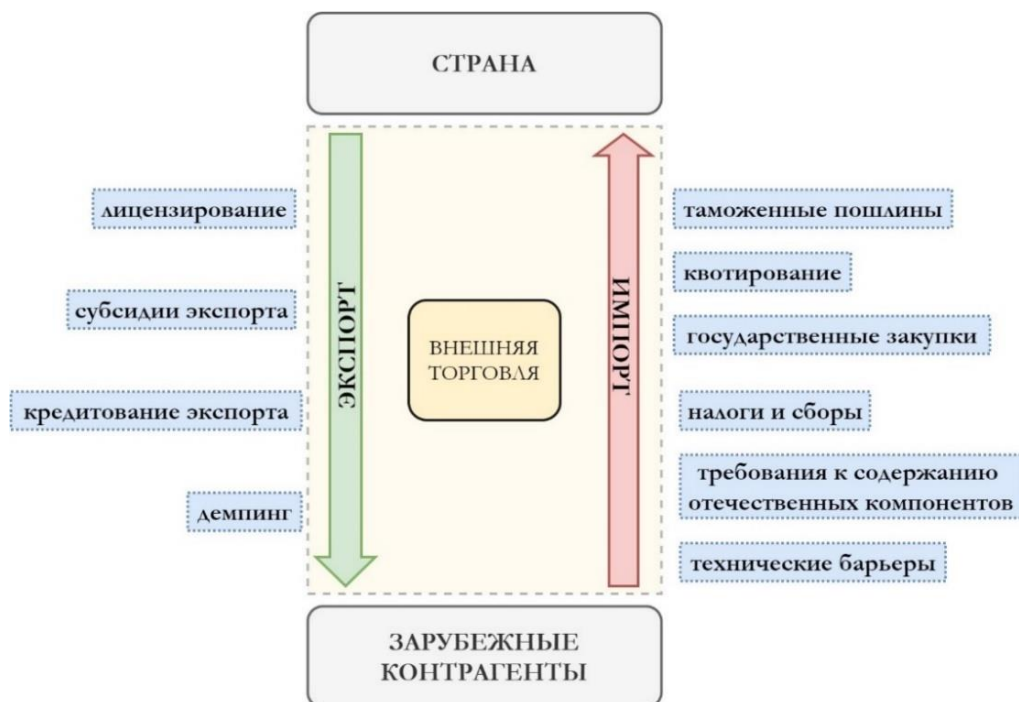 СТРАНА
лицензирование
субсидии экспорта
кредитование экспорта
демпинг
ЭКСПОРТ
ВНЕШНЯЯ
ТОРГОВЛЯ
ИМПОРТ
таможенные пошлины
квотирование
государственные закупки
налоги и сборы
требования к содержанию
отечественных компонентов
технические барьеры
ЗАРУБЕЖНЫЕ
КОНТРАГЕНТЫ